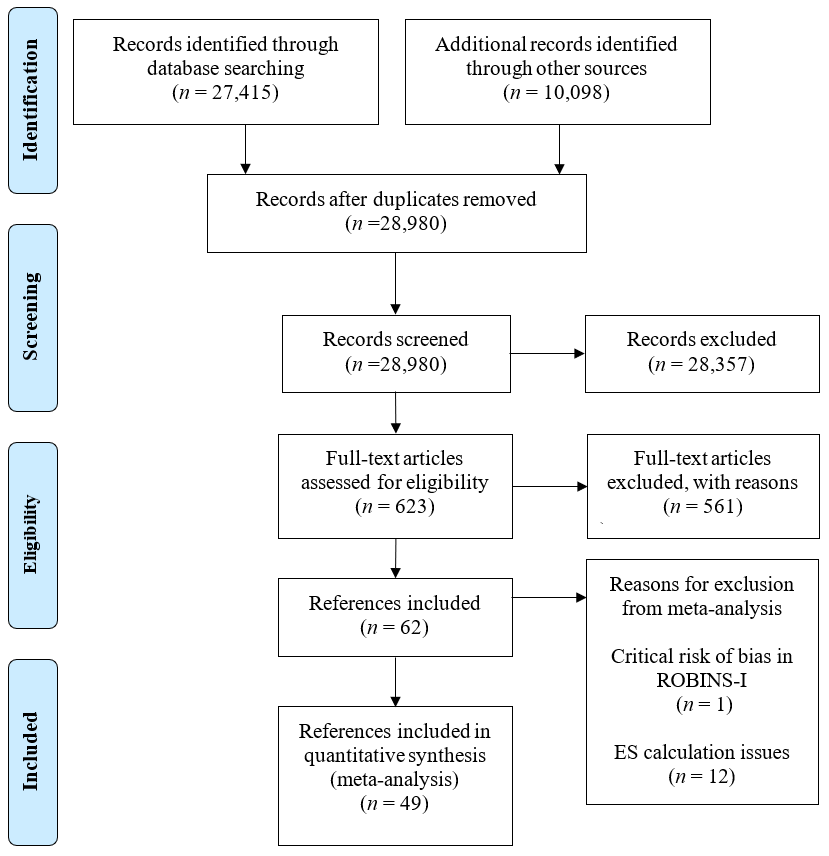 Identification
Records identified through
database searching
(n = 27,415)
Additional records identified
through other sources
(n = 10,098)
Records after duplicates removed
(n =28,980)
Screening
Records screened
(n =28,980)
Records excluded
(n = 28,357)
Eligibility
Full-text articles
assessed for eligibility
(n = 623)
Full-text articles
excluded, with reasons
(n = 561)
`
References included
(n = 62)
Reasons for exclusion
from meta-analysis
Critical risk of bias in
ROBINS-I
(n = 1)
ES calculation issues
(n = 12)
Included
References included in
quantitative synthesis
(meta-analysis)
(n = 49)